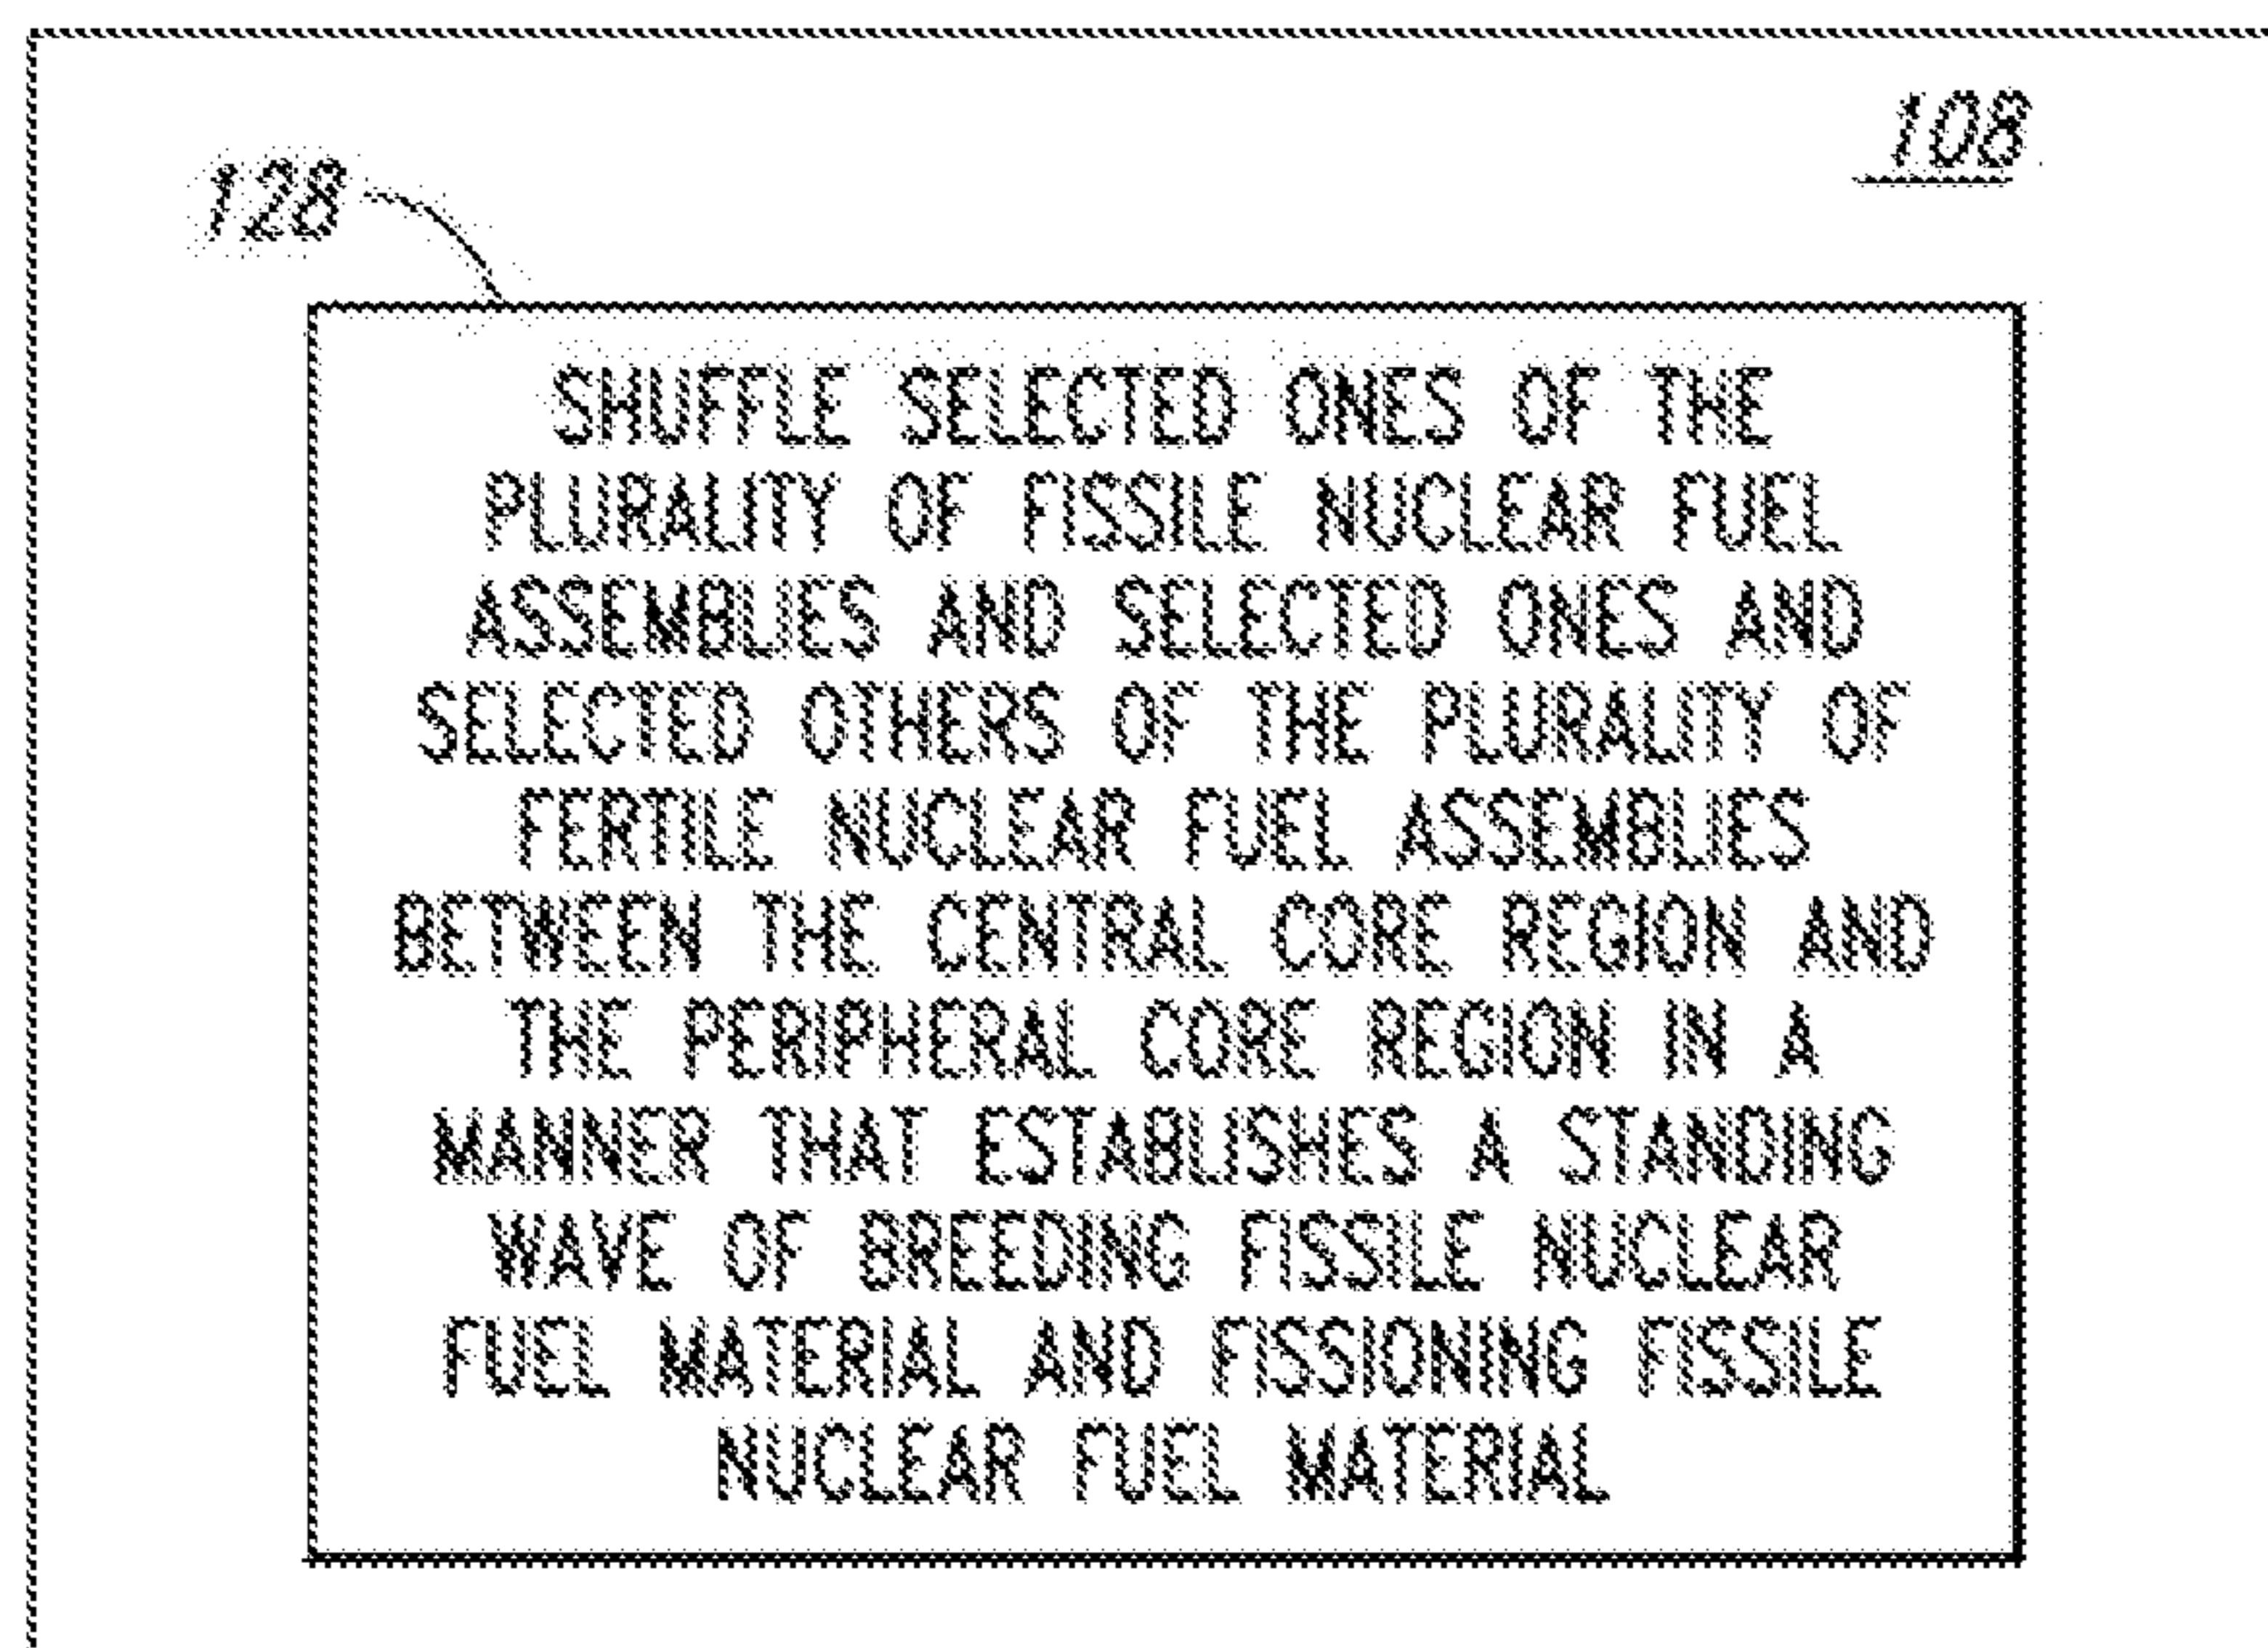 108
128
SHUFFLE SELECTED ONES OF THE
PLURALITY OF FISSILE NUCLEAR FUEL
ASSEMBLIES AND SELECTED ONES AND
SELECTED OTHERS OF THE PLURALITY OF
FERTILE NUCLEAR FUEL ASSEMBLIES
BETWEEN THE CENTRAL CORE REGION AND
THE PERIPHERAL CORE REGION IN A
MANNER THAT ESTABLISHES A STANDING
WAVE OF BREEDING FISSILE NUCLEAR
FUEL MATERIAL AND FISSIONING FISSILE
NUCLEAR FUEL MATERIAL